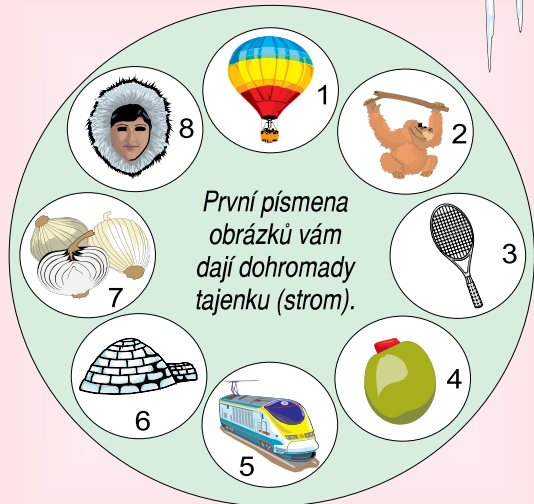 První písmena
obrázků vám
dají dohromady
tajenku (strom).
1
2
3
4
5
6
7
8